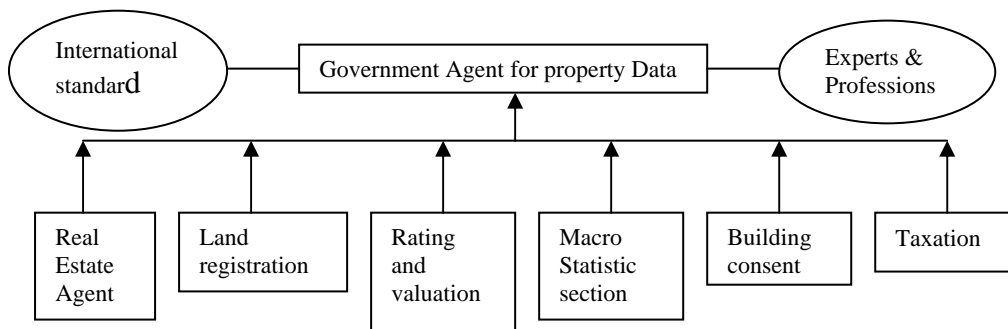 International
standard
Government Agent for property Data
Experts &
Professions
Real
Estate
Agent
Land
registration
Rating
and
valuation
Macro
Statistic
section
Building
consent
Taxation